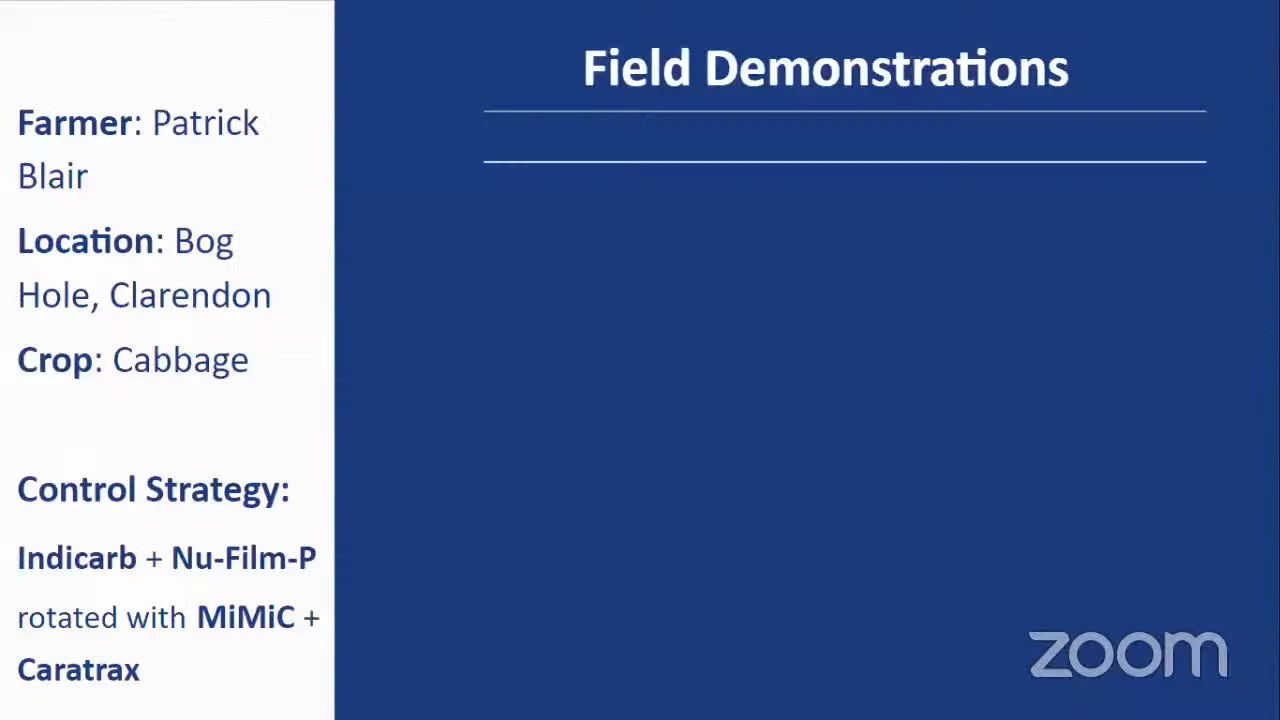 Field Demonstrations
Farmer: Patrick
Blair
Location: Bog
Hole, Clarendon
Crop: Cabbage
Control Strategy:
Indicarb + Nu-Film-P
rotated with MiMiC +
Caratrax
zoom